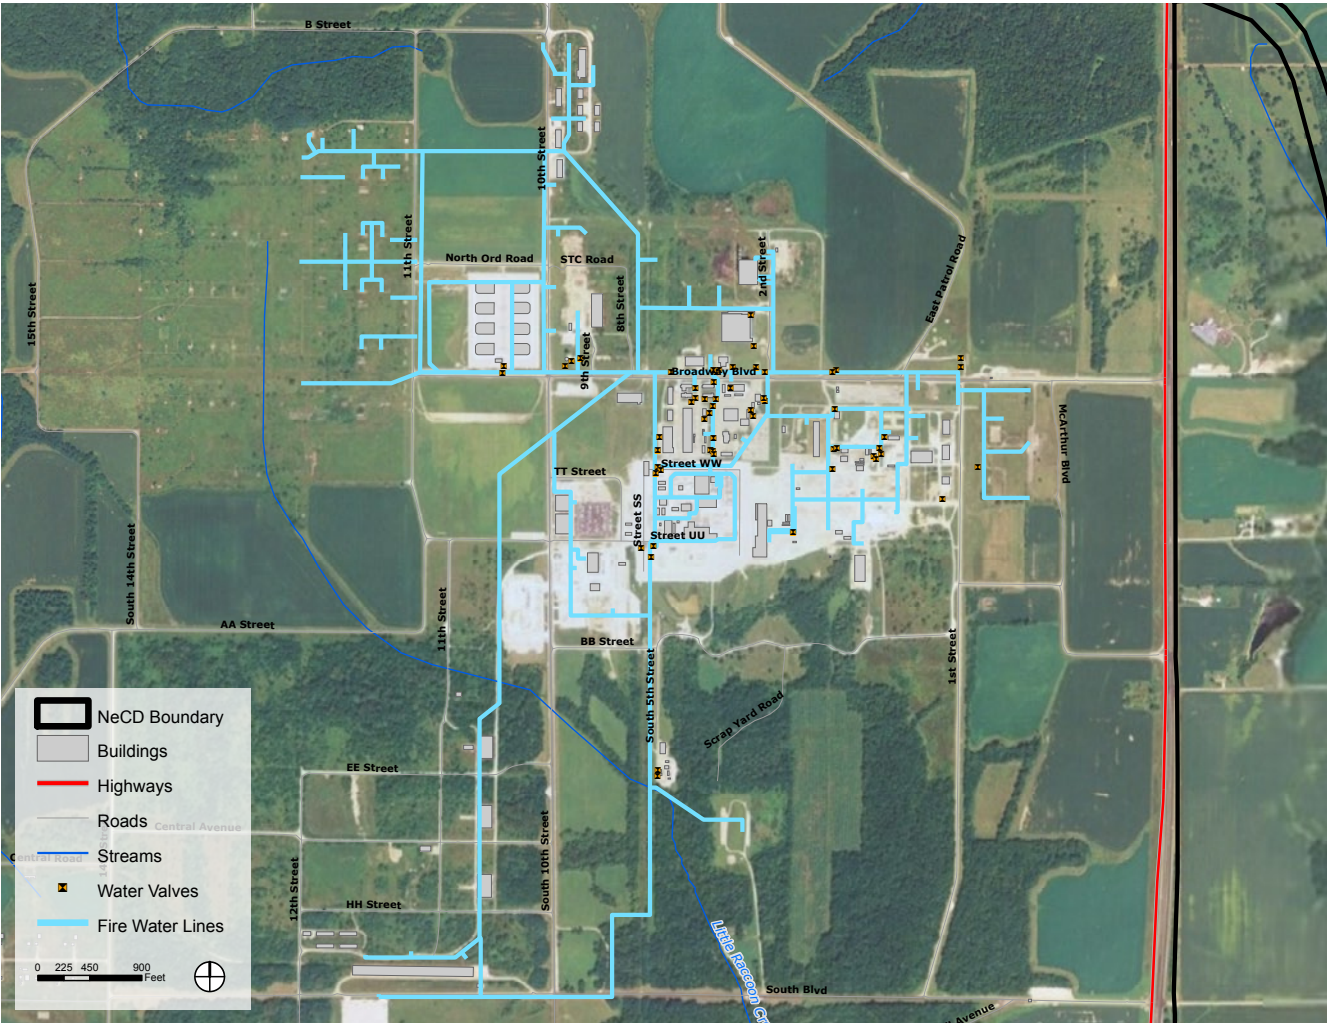 B Street
10th Street
11th Street
North Ord Road
STC Road
2nd Street
East Patrol Road
8th Street
15th Street
9th Street
Broadway Blvd
McArthur Blvd
TT Street
Street WW
Street SS
Street UU
South 14th Street
AA Street
11th Street
BB Street
1st Street
South 5th Street
Scrap Yard Road
EE Street
Central Avenue
Central Road
South 10th Street
12th Street
HH Street
Little Raccoon Cr
South Blvd
Avenue
NeCD Boundary
Buildings
Highways
Roads
Streams
Water Valves
Fire Water Lines
0 225 450 900
Feet